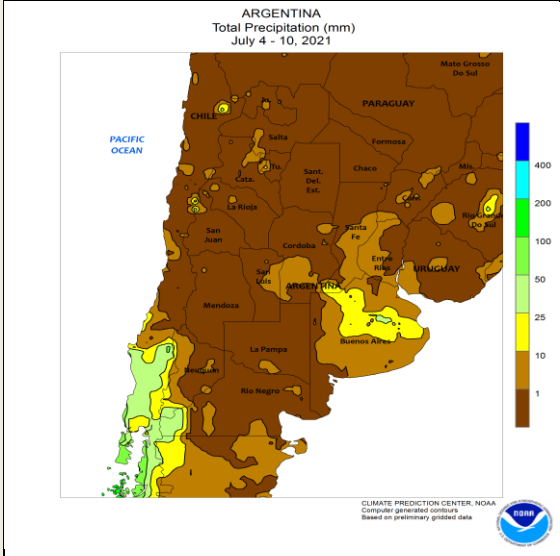 ARGENTINA
Total Precipitation (mm)
July 4 - 10, 2021
Mato Grosso
Do Sul
PARAGUAY
CHILE
PACIFIC
OCEAN
Salta
Formosa
Tu.
Chaco
Mis.
Cata.
Sant.
Del.
Est.
La Rioja
Corr.
Rio Grande
Do Sul
San
Juan
Santa
Fe
Cordoba
Entre
Rios
San
Luis
URUGUAY
ARGENTINA
Mendoza
Buenos Aires
La Pampa
Neuquen
Rio Negro
400
200
100
50
25
10
1
CLIMATE PREDICTION CENTER, NOAA
Computer generated contours
Based on preliminary gridded data
NOAA